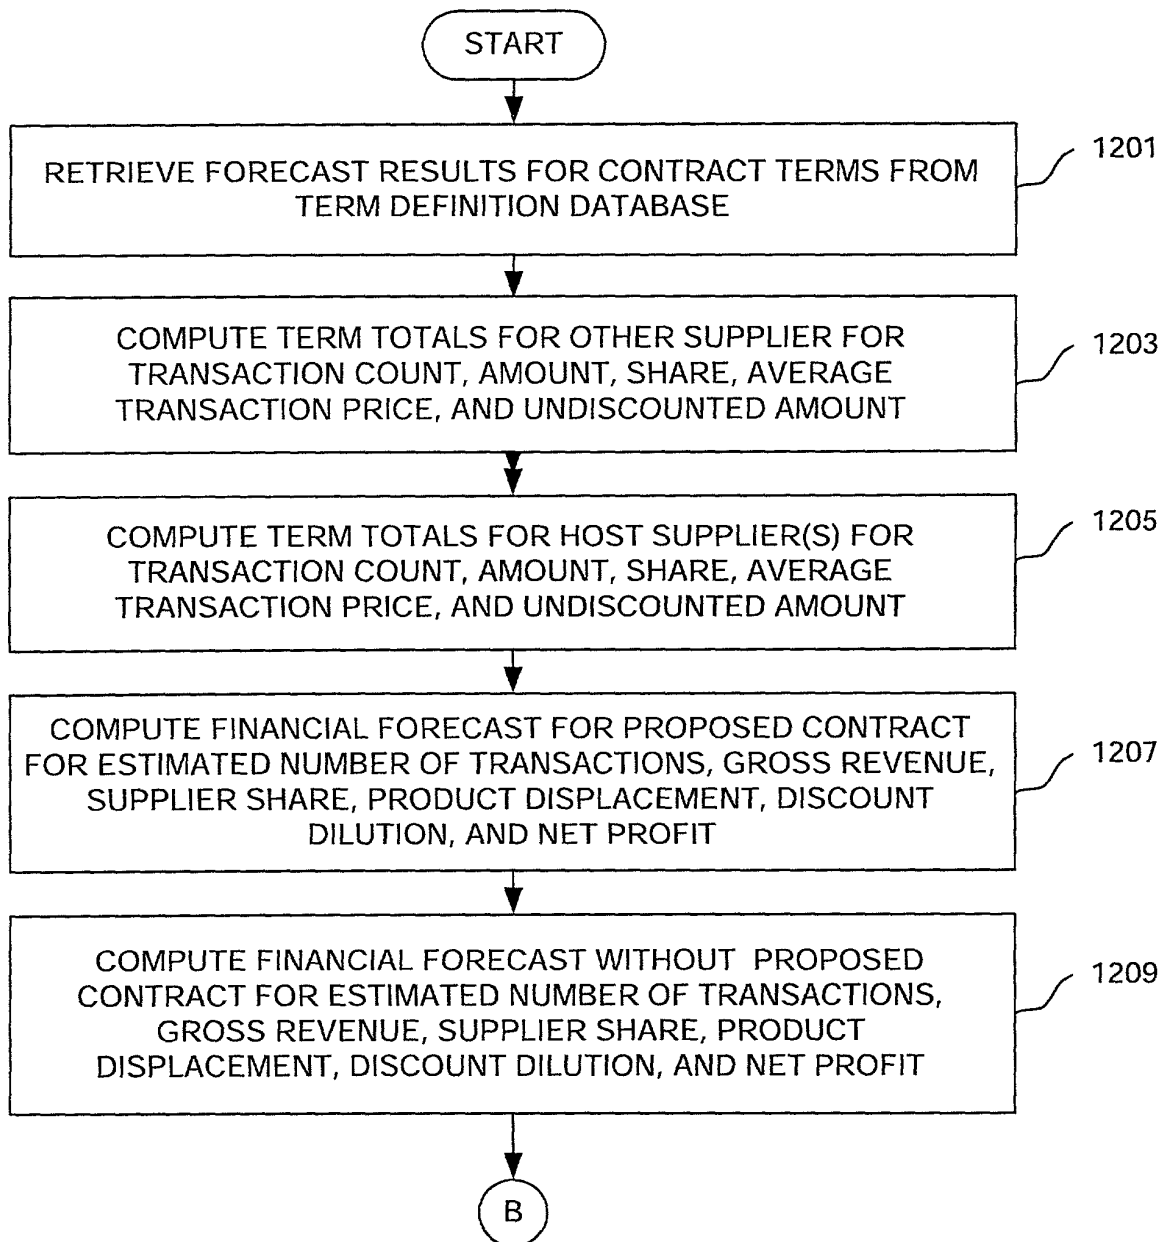 START
RETRIEVE FORECAST RESULTS FOR CONTRACT TERMS FROM
TERM DEFINITION DATABASE
1201
COMPUTE TERM TOTALS FOR OTHER SUPPLIER FOR
TRANSACTION COUNT, AMOUNT, SHARE, AVERAGE
TRANSACTION PRICE, AND UNDISCOUNTED AMOUNT
1203
COMPUTE TERM TOTALS FOR HOST SUPPLIER(S) FOR
TRANSACTION COUNT, AMOUNT, SHARE, AVERAGE
TRANSACTION PRICE, AND UNDISCOUNTED AMOUNT
1205
COMPUTE FINANCIAL FORECAST FOR PROPOSED CONTRACT
FOR ESTIMATED NUMBER OF TRANSACTIONS, GROSS REVENUE,
SUPPLIER SHARE, PRODUCT DISPLACEMENT, DISCOUNT
DILUTION, AND NET PROFIT
1207
COMPUTE FINANCIAL FORECAST WITHOUT PROPOSED
CONTRACT FOR ESTIMATED NUMBER OF TRANSACTIONS,
GROSS REVENUE, SUPPLIER SHARE, PRODUCT
DISPLACEMENT, DISCOUNT DILUTION, AND NET PROFIT
1209
B